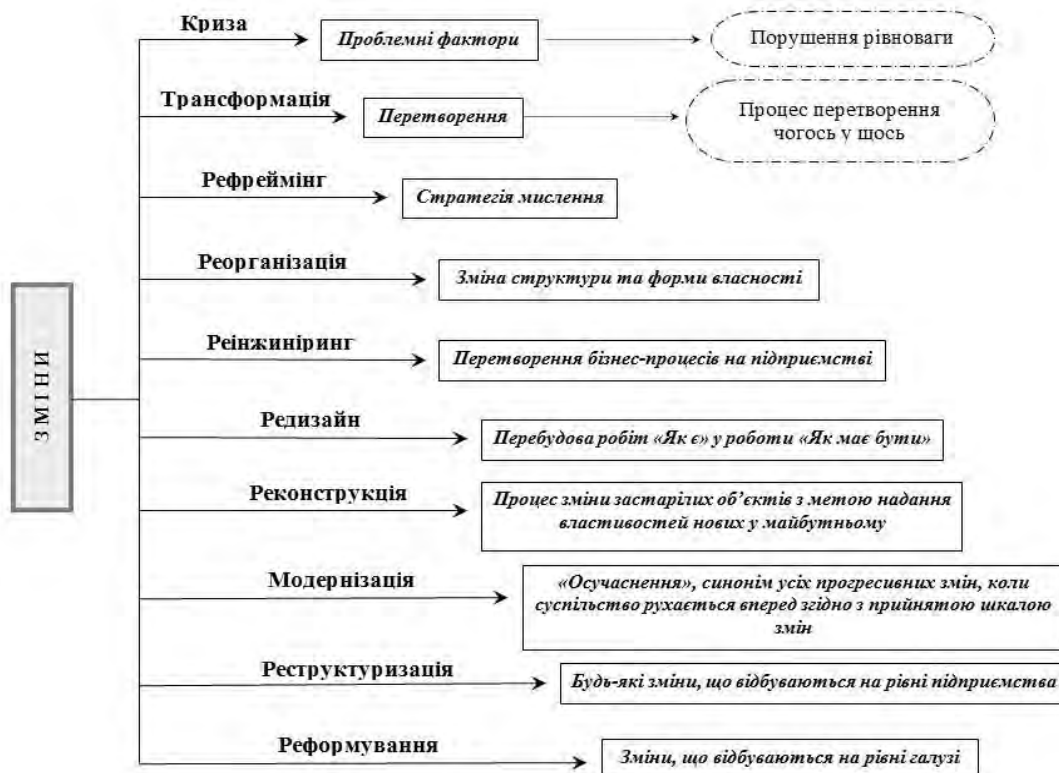 Криза
Проблемні фактори
Порушення рівноваги
Трансформація
Перетворення
Процес перетворення
чогось у щось
Рефреймінг
Стратегія мислення
Реорганізація
Зміна структури та форми власності
ЗМІНИ
Реінжиніринг
Перетворення бізнес-процесів на підприємстві
Редизайн
Перебудова робіт «Як є» у роботи «Як має бути»
Реконструкція
Процес зміни застарілих об’єктів з метою надання
властивостей нових у майбутньому
Модернізація
«Осучаснення», синонім усіх прогресивних змін, коли
суспільство рухається вперед згідно з прийнятою шкалою
змін
Реструктуризація
Будь-які зміни, що відбуваються на рівні підприємства
Реформування
Зміни, що відбуваються на рівні галузі